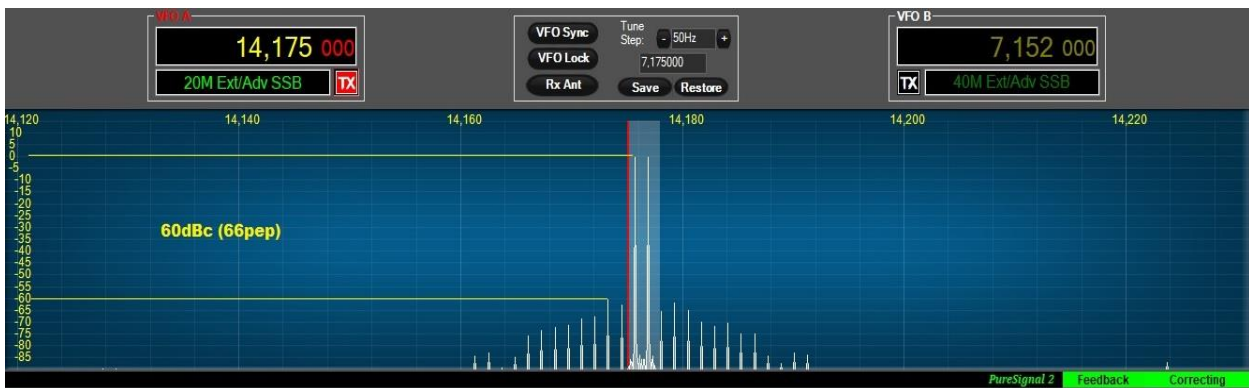 VFO A
14,175 000
20M Ext/Adv SSB TX
VFO Sync
VFO Lock
Rx Ant
Tune
Step: - 50Hz +
7,175000
Save Restore
VFO B
7,152 000
TX 40M Ext/Adv SSB
14,120 14,140 14,160 14,180 14,200 14,220
10
5
0
-5
-10
-15
-20
-25
-30
-35
-40
-45
-50
-55
-60
-65
-70
-75
-80
-85
60dBc (66pep)
PureSignal 2 Feedback Correcting